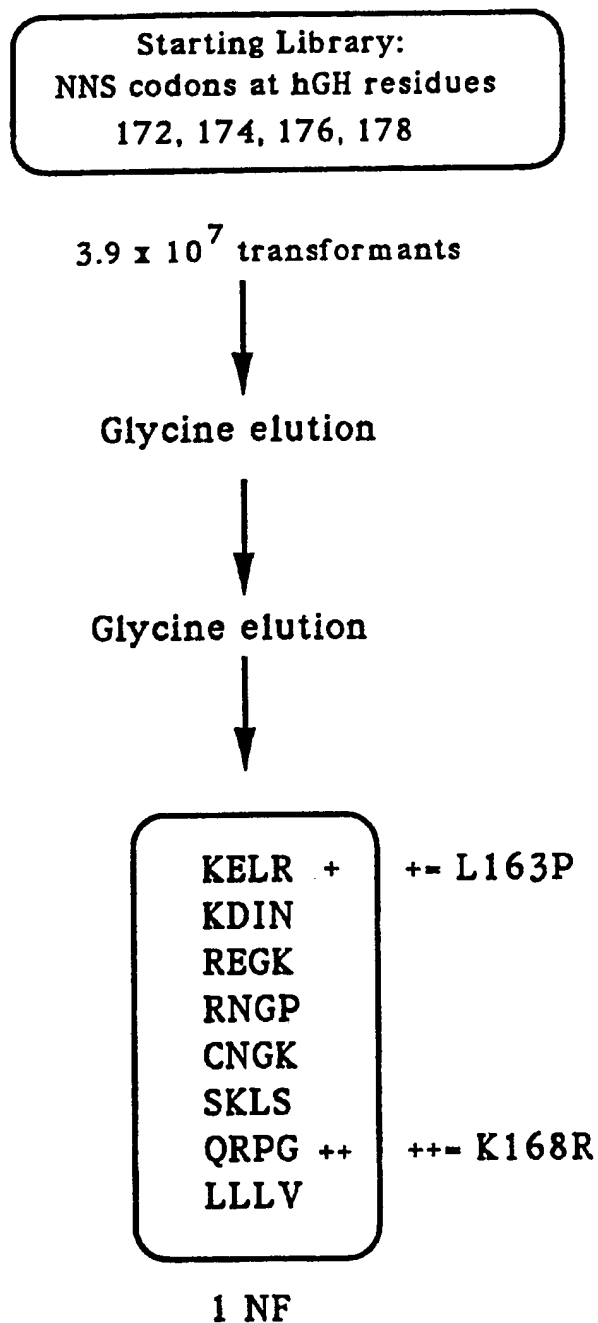 Starting Library:
NNS codons at hGH residues
172, 174, 176, 178
3.9 x 10^7 transformants
Glycine elution
Glycine elution
KELR + += L163P
KDIN
REGK
RNGP
CNGK
SKLS
QRPG ++ ++= K168R
LLLV
1 NF